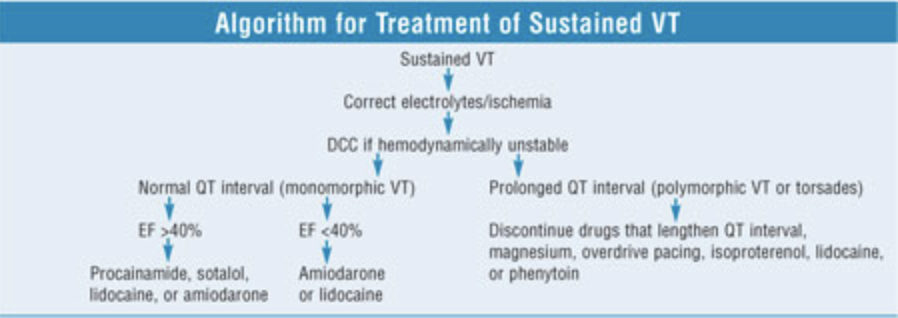 Algorithm for Treatment of Sustained VT
Sustained VT
Correct electrolytes/ischemia
DCC if hemodynamically unstable
Normal QT interval (monomorphic VT)
Prolonged QT interval (polymorphic VT or torsades)
EF >40%
EF <40%
Discontinue drugs that lengthen QT interval,
magnesium, overdrive pacing, isoproterenol, lidocaine,
or phenytoin
Procainamide, sotalol,
lidocaine, or amiodarone
Amiodarone
or lidocaine